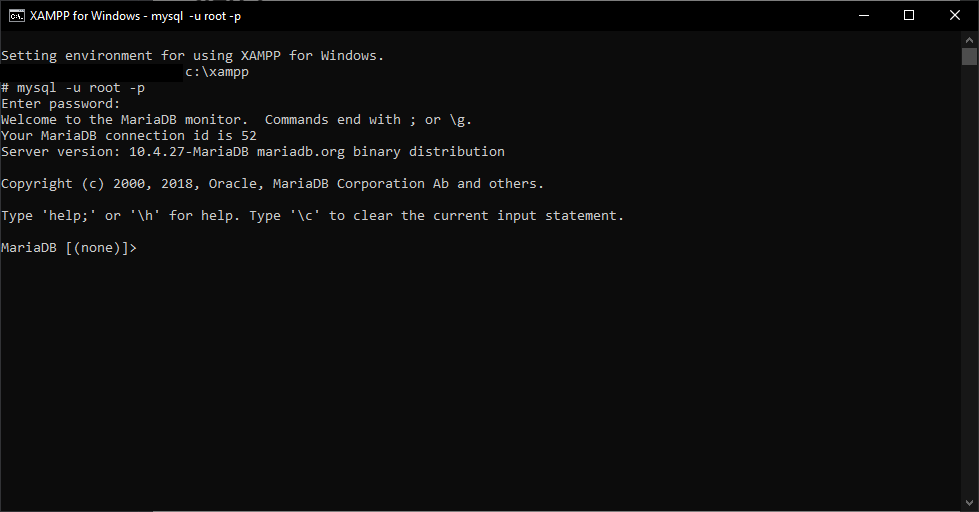 XAMPP for Windows - mysql  -u root -p
Setting environment for using XAMPP for Windows.
c:\xampp
# mysql -u root -p
Enter password:
Welcome to the MariaDB monitor.  Commands end with ; or \g.
Your MariaDB connection id is 52
Server version: 10.4.27-MariaDB mariadb.org binary distribution
Copyright (c) 2000, 2018, Oracle, MariaDB Corporation Ab and others.
Type 'help;' or '\h' for help. Type '\c' to clear the current input statement.
MariaDB [(none)]>